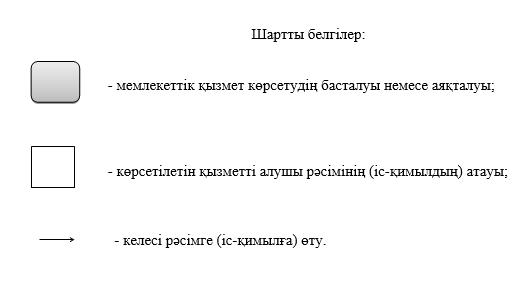 Шартты белгілер:
- мемлекеттік қызмет көрсетудің басталуы немесе аяқталуы;
- көрсетілетін қызметті алушы рәсімінің (іс-қимылдың) атауы;
- келесі рәсімге (іс-қимылға) өту.